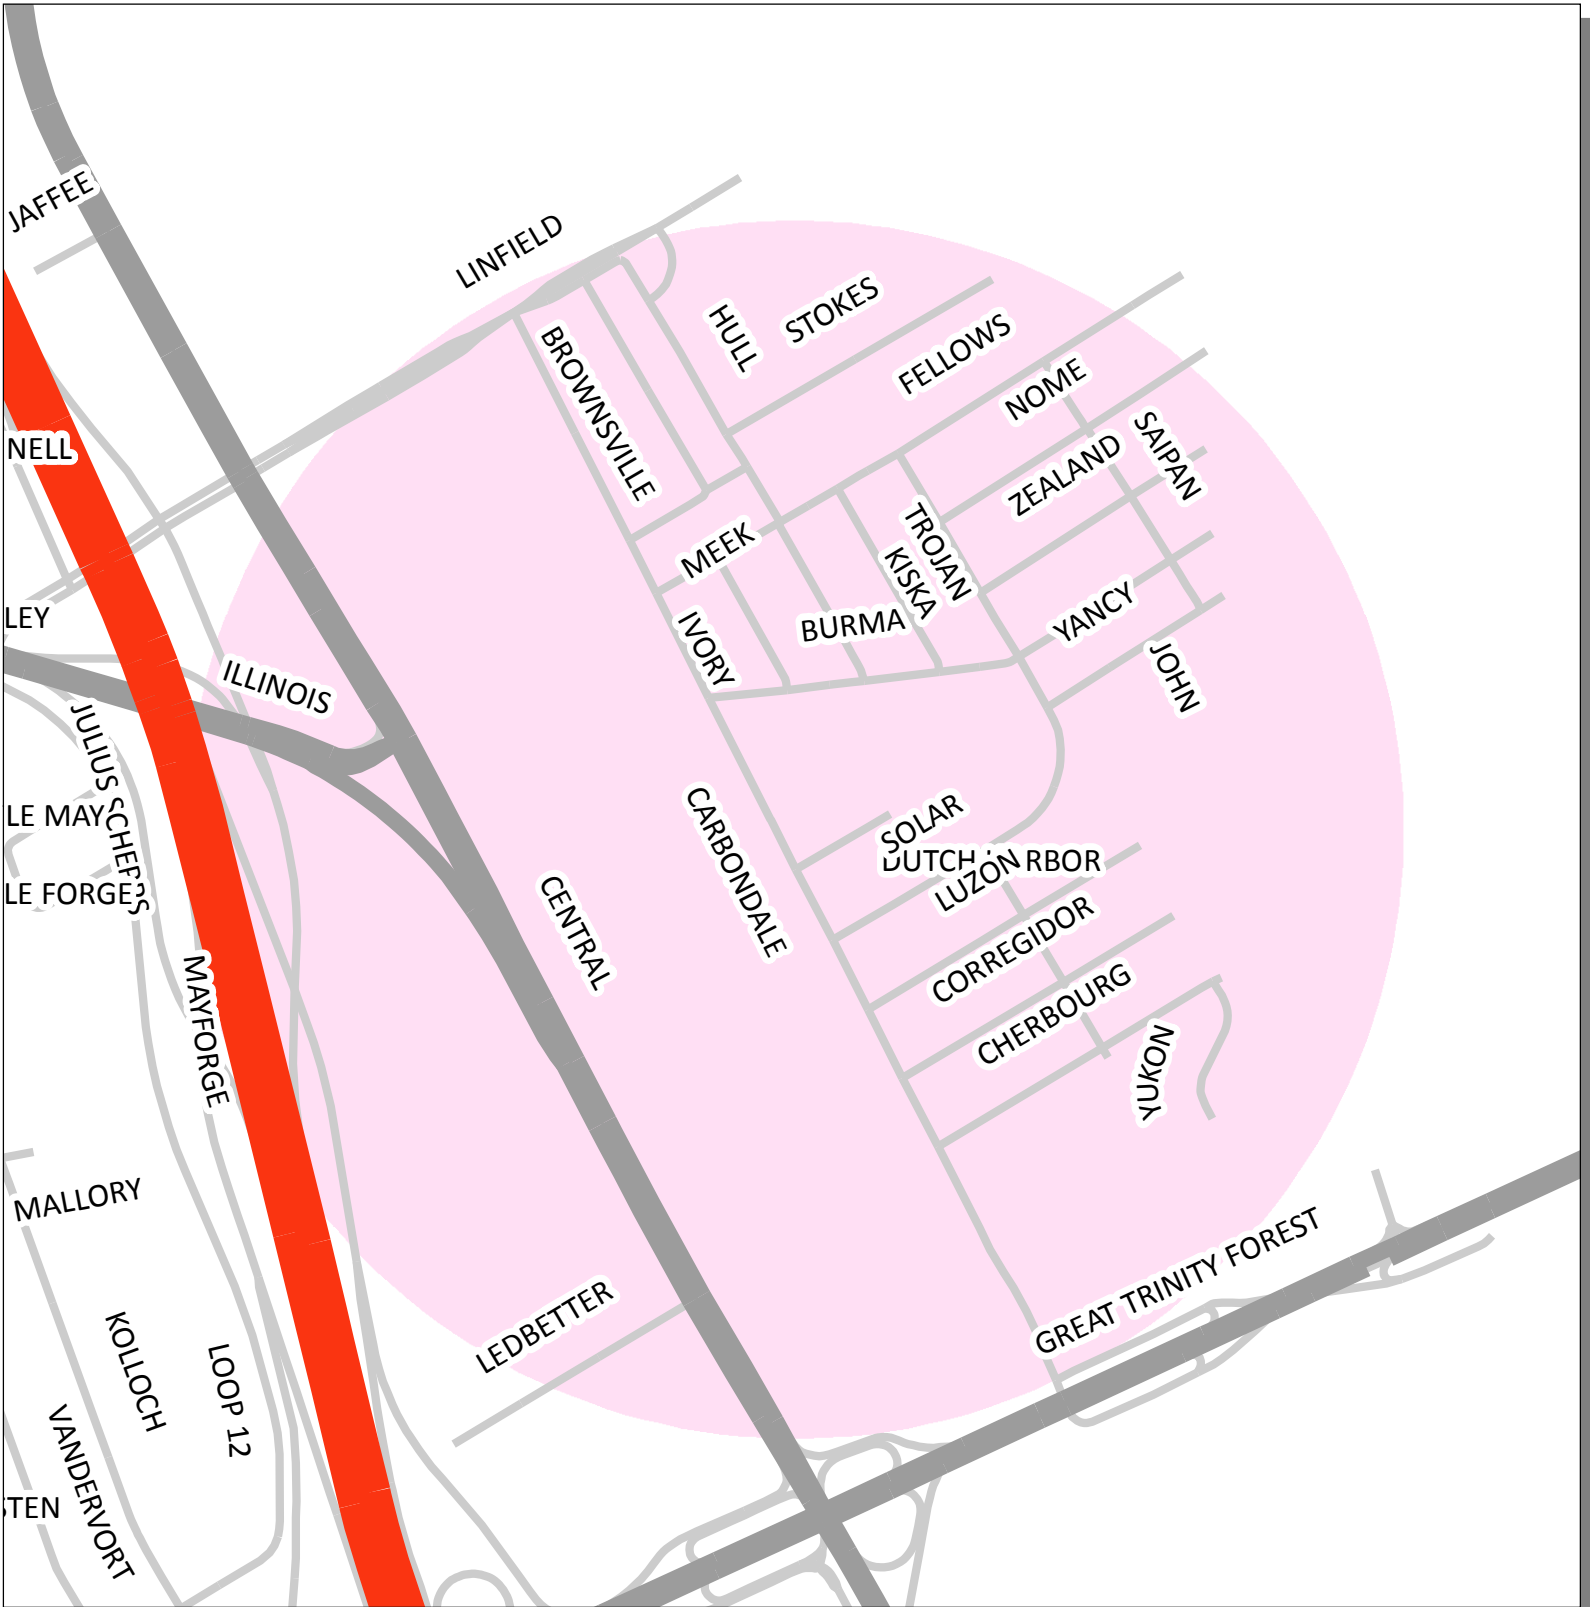 JAFFEE
LINFIELD
STOKES
HULL
FELLOWS
BROWNSVILLE
NOME
NELL
SAIPAN
ZEALAND
MEEK
TROJAN
KISKA
LEY
BURMA
YANCY
IVORY
ILLINOIS
JOHN
JULIUS SCHEPPS
LE MAY
SOLAR
CARBONDALE
LUZON
LE FORGE
CENTRAL
CORREGIDOR
CHERBOURG
MAYFORGE
YUKON
MALLORY
GREAT TRINITY FOREST
LEDBETTER
KOLLOCH
LOOP 12
VANDERVORT
STEN